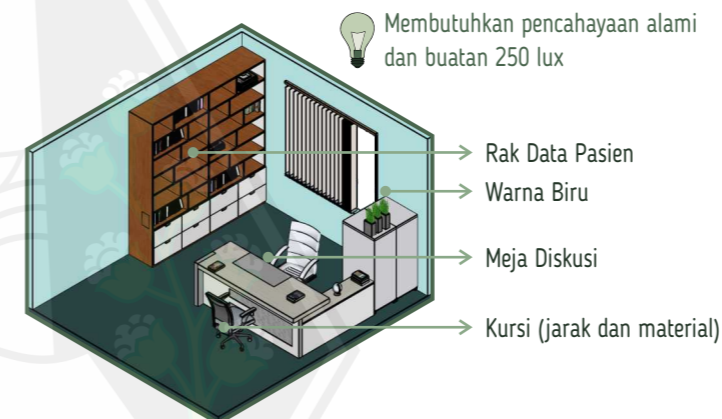 Membutuhkan pencahayaan alami
dan buatan 250 lux
Rak Data Pasien
Warna Biru
Meja Diskusi
Kursi (jarak dan material)